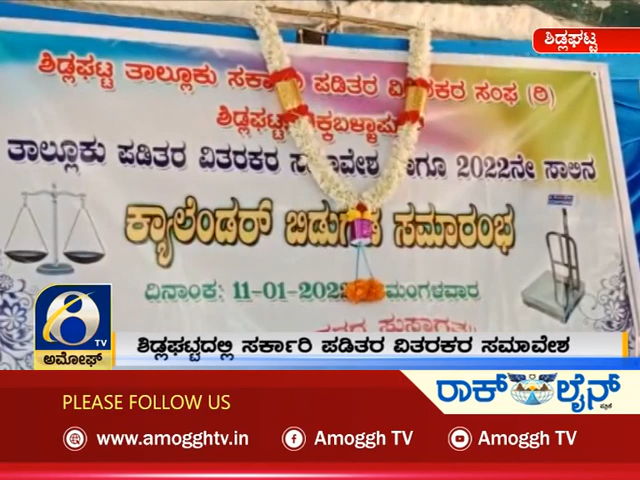 ಶಿಡ್ಲಘಟ್ಟ
ಶಿಡ್ಲಘಟ್ಟ ತಾಲ್ಲೂಕು ಸರ್ಕಾರಿ ಪಡಿತರ ಸಂಘ (ರಿ)
ಶಿಡ್ಲಘಟ್ಟ
ತಾಲ್ಲೂಕು ಪಡಿತರ ವಿತರಕರ 2022ನೇ ಸಾಲಿನ
ಕ್ಯಾಲೆಂಡರ್ ಸಮಾರಂಭ
ದಿನಾಂಕ: 11-01-2022 ಮಂಗಳವಾರ
TV
ಅಮೋಘ್
ಶಿಡ್ಲಘಟ್ಟದಲ್ಲಿ ಸರ್ಕಾರಿ ಪಡಿತರ ವಿತರಕರ ಸಮಾವೇಶ
PLEASE FOLLOW US
ರಾಕ್ ಲೈನ್
www.amogghtv.in Amoggh TV Amoggh TV